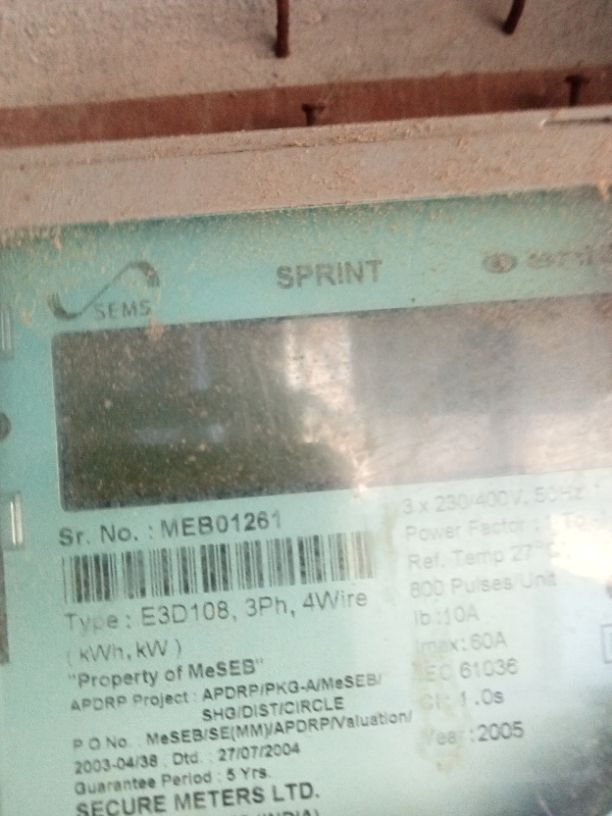 SEMS
SPRINT
Sr. No. : MEB01261
Type : E3D108, 3Ph, 4Wire
(kWh, kW)
"Property of MeSEB"
APDRP Project : APDRP/PKG-A/MeSEB/
SHG/DIST/CIRCLE
P O No. MeSEB/SE(MM)/APDRP/Valuation/
2003-04/38 Dtd. : 27/07/2004
Guarantee Period : 5 Yrs.
SECURE METERS LTD.
3 x 230/400V, 50Hz
Power Factor :
Ref. Temp 27°C
800 Pulses/Unit
Ib :10A
Imax:60A
IEC 61036
Cl : 1.0s
Year :2005